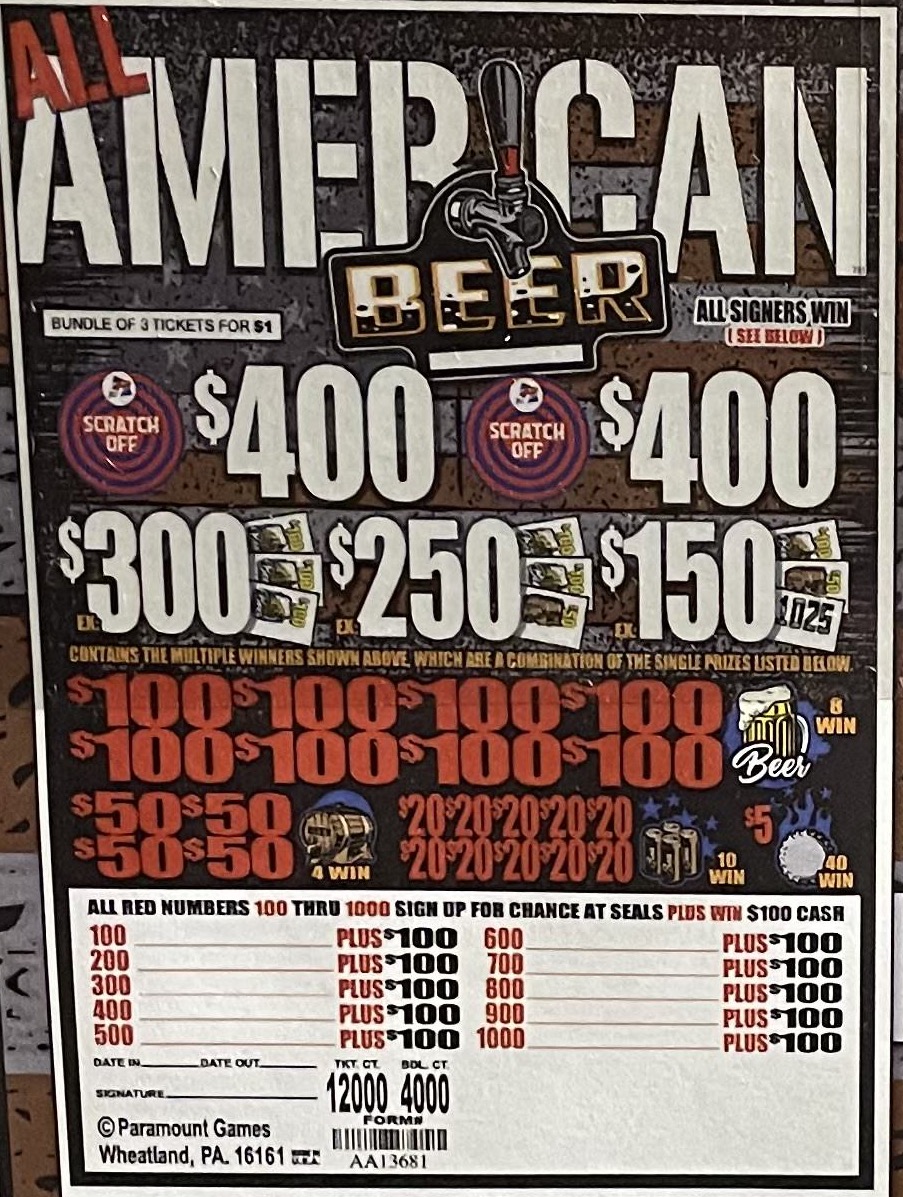 ALL
AMERICAN
BEER
BUNDLE OF 3 TICKETS FOR $1
ALL SIGNERS WIN
( SEE BELOW )
SCRATCH OFF $400 SCRATCH OFF $400
EX: $300 EX: $250 EX: $150
1025
CONTAINS THE MULTIPLE WINNERS SHOWN ABOVE, WHICH ARE A COMBINATION OF THE SINGLE PRIZES LISTED BELOW.
$100 $100 $100 $100
$100 $100 $100 $100
Beer
8 WIN
$50 $50
$50 $50
4 WIN
$20 $20 $20 $20 $20
$20 $20 $20 $20 $20
10 WIN
$5
40 WIN
ALL RED NUMBERS 100 THRU 1000 SIGN UP FOR CHANCE AT SEALS PLUS WIN $100 CASH
100 PLUS $100 600 PLUS $100
200 PLUS $100 700 PLUS $100
300 PLUS $100 800 PLUS $100
400 PLUS $100 900 PLUS $100
500 PLUS $100 1000 PLUS $100
DATE IN DATE OUT TKT. CT. BDL. CT.
SIGNATURE 12000 4000
FORM#
© Paramount Games
Wheatland, PA. 16161
AA13681